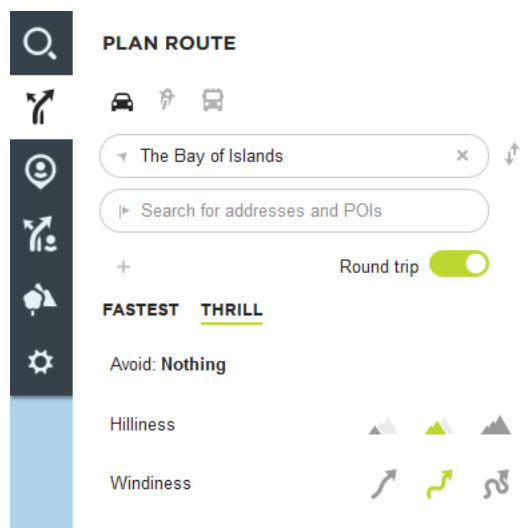 PLAN ROUTE
The Bay of Islands
Search for addresses and POIs
Round trip
FASTEST THRILL
Avoid: Nothing
Hilliness
Windiness